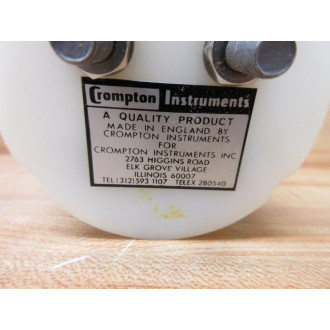 Crompton Instruments
A QUALITY PRODUCT
MADE IN ENGLAND BY
CROMPTON INSTRUMENTS
FOR
CROMPTON INSTRUMENTS INC.
2763 HIGGINS ROAD
ELK GROVE VILLAGE
ILLINOIS 60007
TEL (312) 593 1107 TELEX 280540